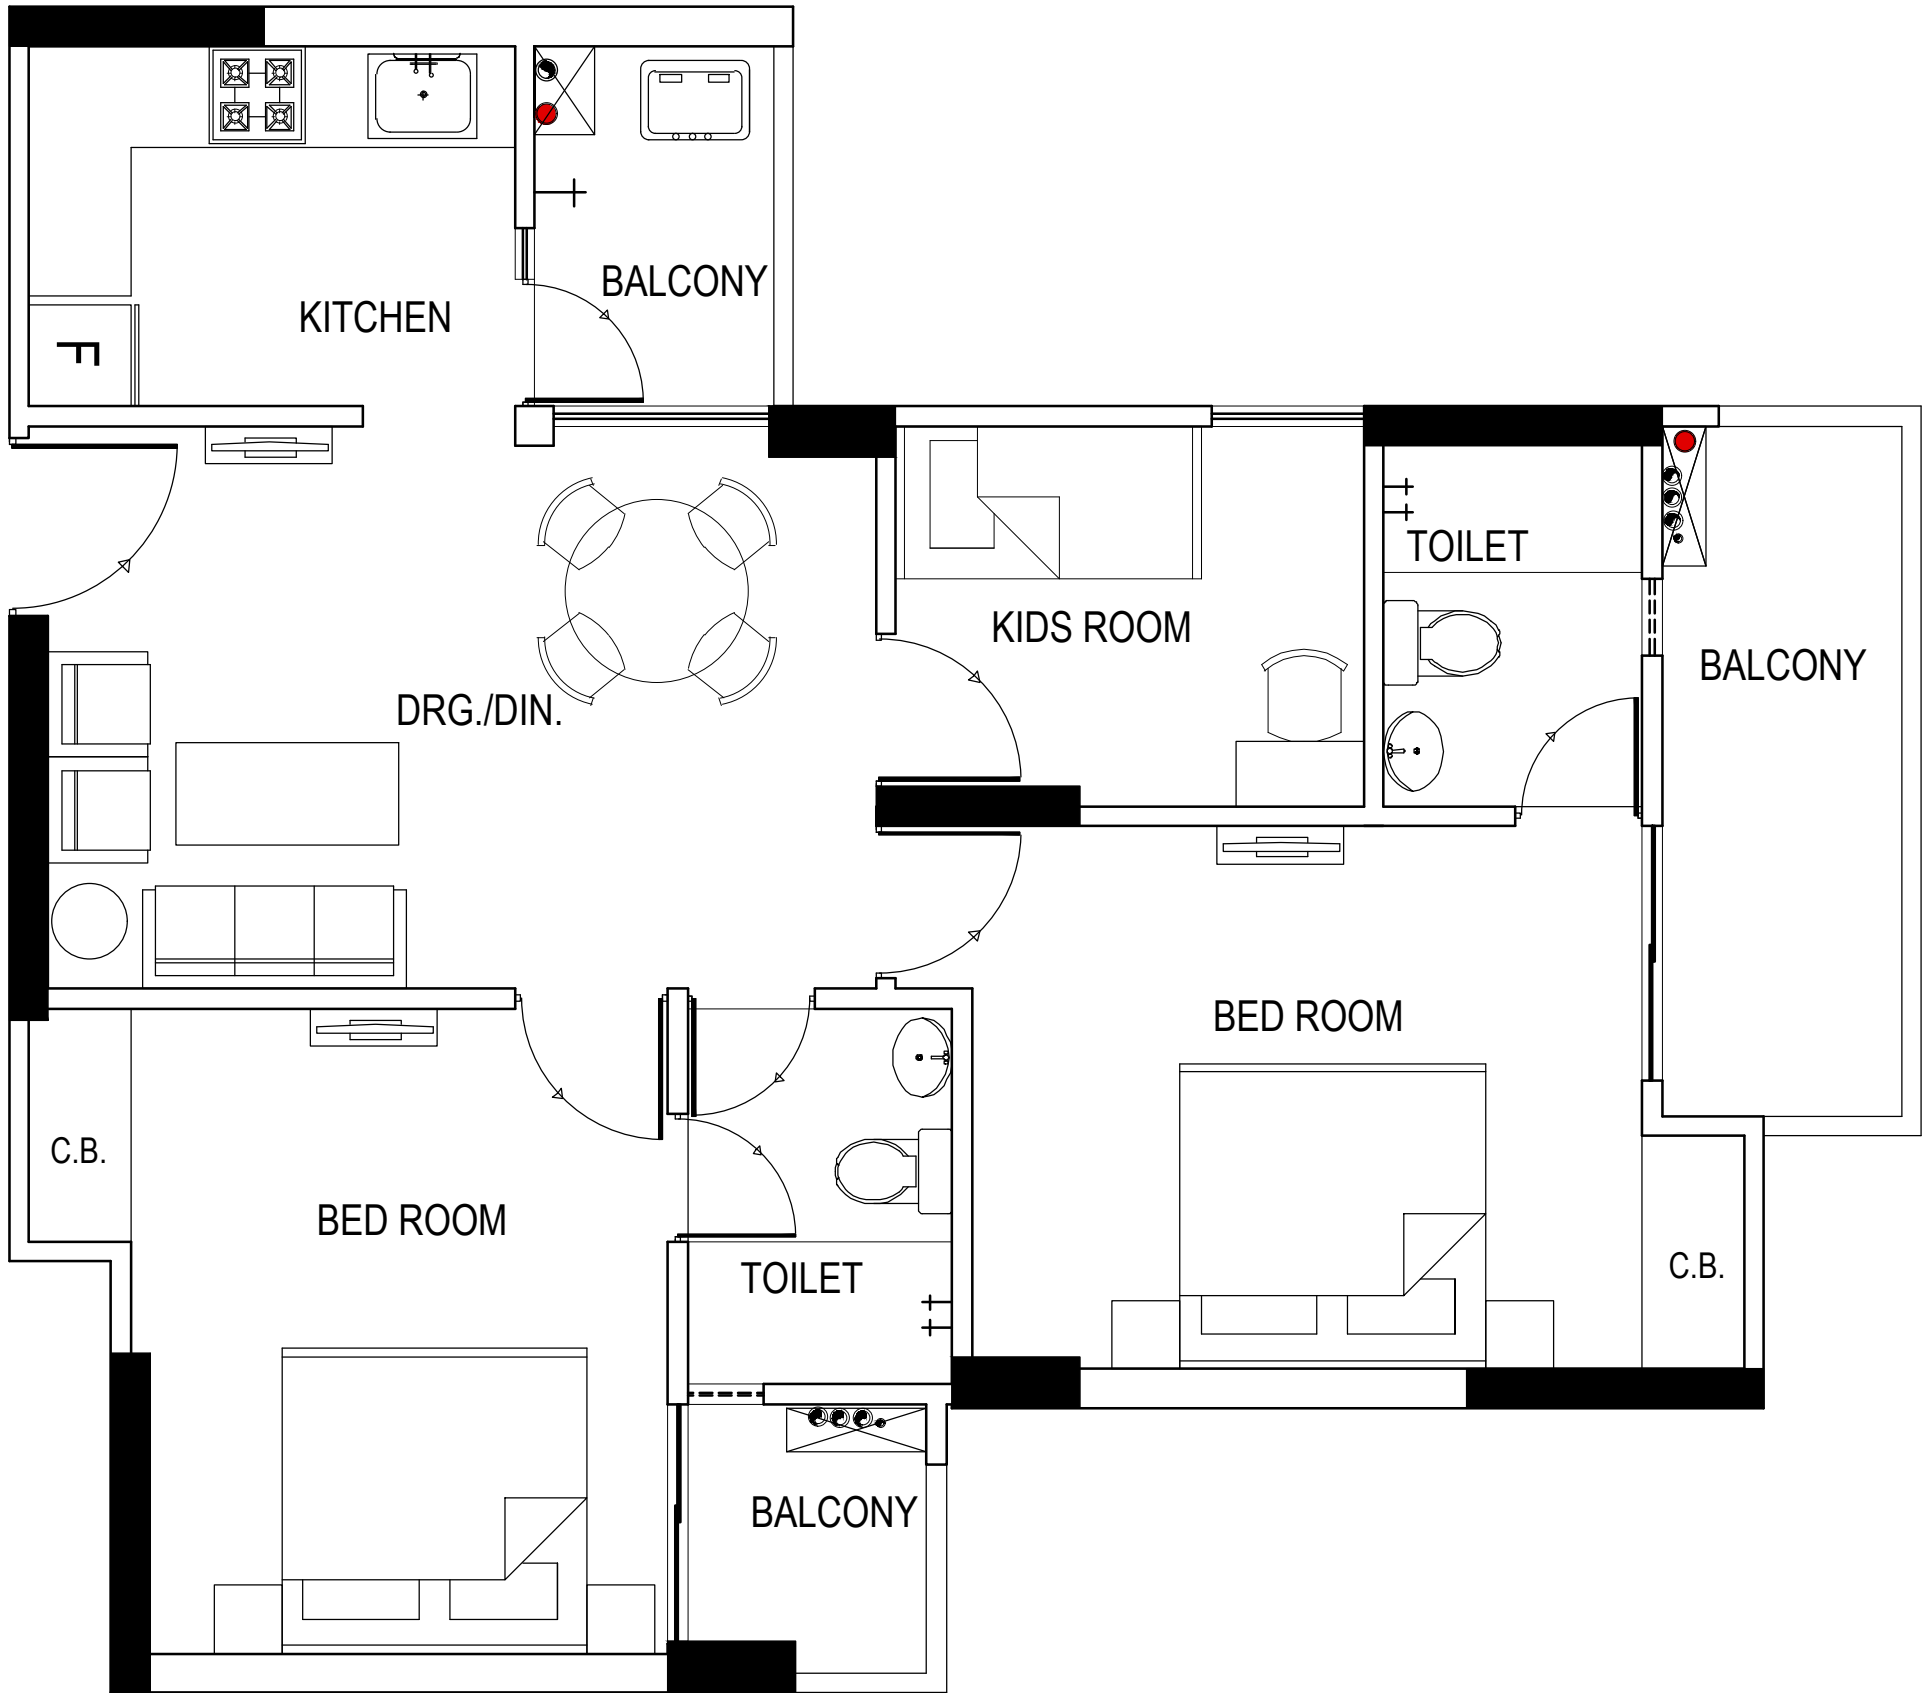 BALCONY
KITCHEN
F
TOILET
KIDS ROOM
BALCONY
DRG./DIN.
BED ROOM
C.B.
BED ROOM
TOILET
C.B.
BALCONY